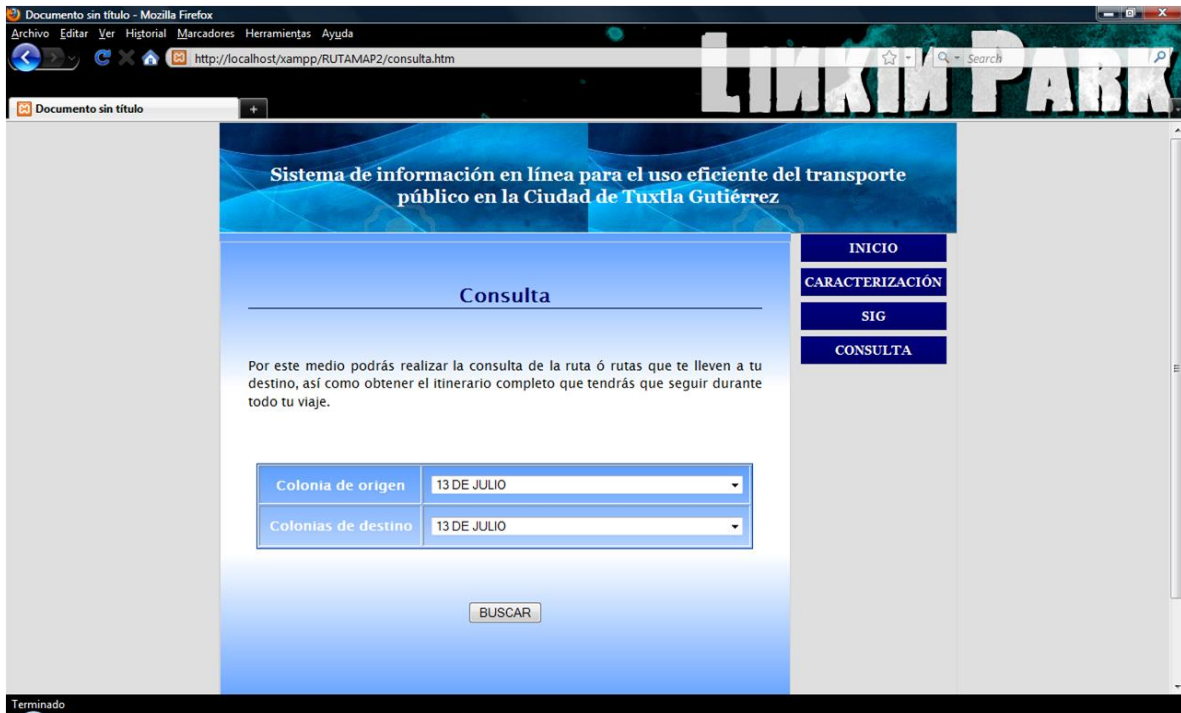 Documento sin título - Mozilla Firefox
Archivo Editar Ver Historial Marcadores Herramientas Ayuda
http://localhost/xampp/RUTAMAP2/consulta.htm
Search
LINKIN PARK
Documento sin título
+
Sistema de información en línea para el uso eficiente del transporte
público en la Ciudad de Tuxtla Gutiérrez
INICIO
CARACTERIZACIÓN
SIG
CONSULTA
Consulta
Por este medio podrás realizar la consulta de la ruta ó rutas que te lleven a tu
destino, así como obtener el itinerario completo que tendrás que seguir durante
todo tu viaje.
Colonia de origen 13 DE JULIO
Colonias de destino 13 DE JULIO
BUSCAR
Terminado